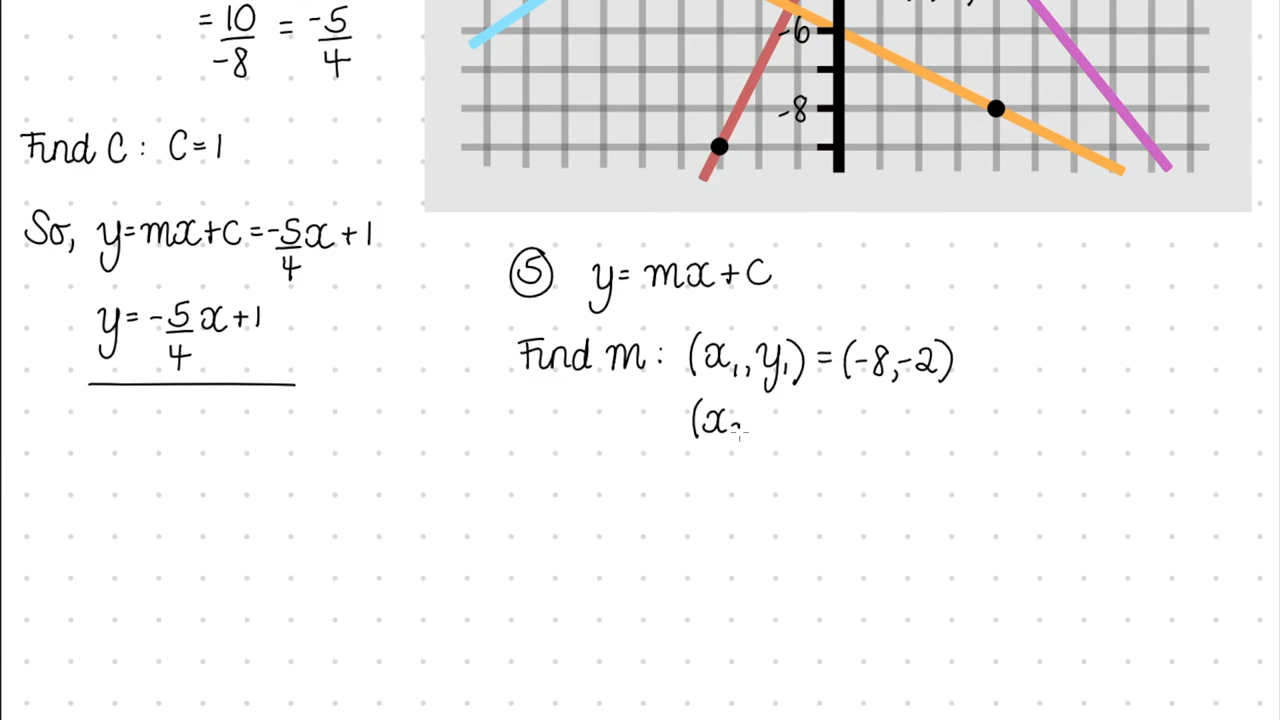 = 10/-8 = -5/4
Find C : C = 1
So, y = mx + C = -5/4 x + 1
y = -5/4 x + 1
-6
-8
⑤ y = mx + C
Find m : (x₁, y₁) = (-8, -2)
(x₂